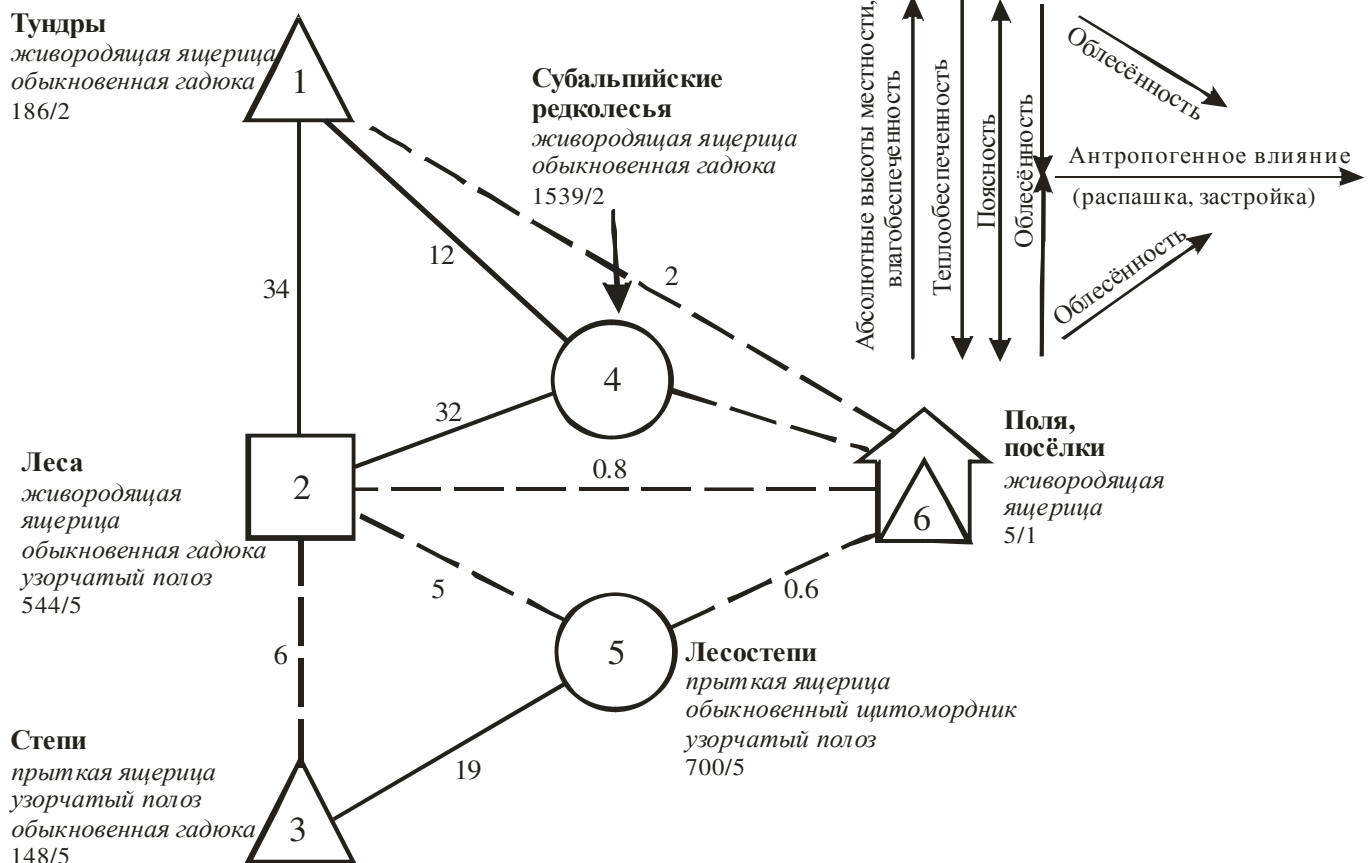 Тундры
живородящая ящерица
обыкновенная гадюка
186/2
1
Субальпийские
редколесья
живородящая ящерица
обыкновенная гадюка
1539/2
Абсолютные высоты местности,
влагобеспеченность
Теплообеспеченность
Поясность
Облесённость
Облесённость
Антропогенное влияние
(распашка, застройка)
Облесённость
34
12
2
4
32
0.8
Леса
живородящая
ящерица
обыкновенная гадюка
узорчатый полоз
544/5
2
Поля,
посёлки
живородящая
ящерица
5/1
6
5
0.6
6
5
Лесостепи
прыткая ящерица
обыкновенный щитомордник
узорчатый полоз
700/5
19
Степи
прыткая ящерица
узорчатый полоз
обыкновенная гадюка
148/5
3